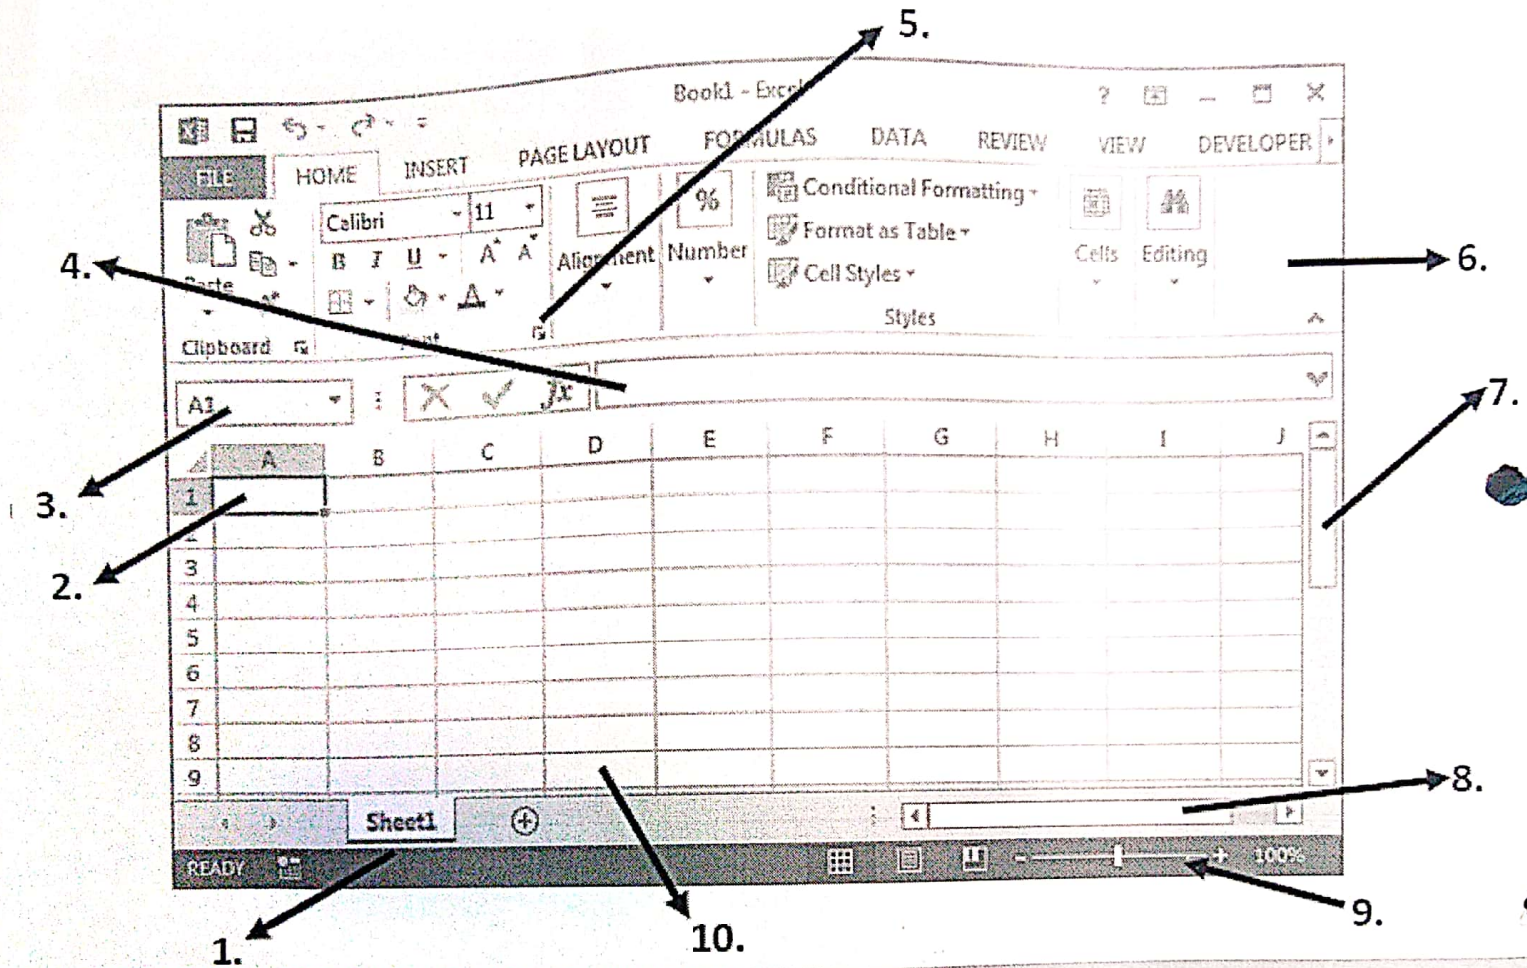 5.
Book1 - Excel
?
FILE HOME INSERT PAGE LAYOUT FORMULAS DATA REVIEW VIEW DEVELOPER
Calibri 11
%
Conditional Formatting
Format as Table
Cell Styles
B I U A A
Alignment Number
Cells Editing
Paste
A
4.
6.
Styles
Clipboard
Font
A1
fx
7.
A B C D E F G H I J
1
3.
2
2.
3
4
5
6
7
8
9
8.
Sheet1
READY
100%
9.
1.
10.